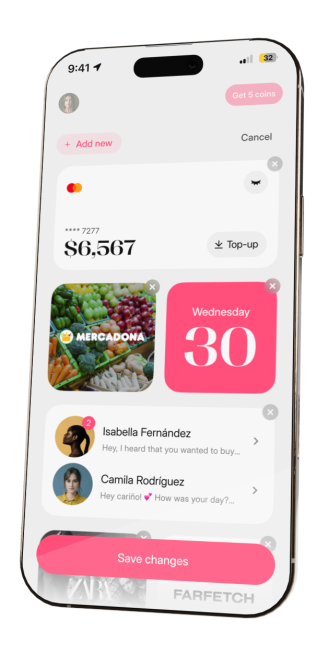 9:41
32
Get 5 coins
+ Add new
Cancel
**** 7277
$6,567
Top-up
MERCADONA
Wednesday
30
2
Isabella Fernández
Hey, I heard that you wanted to buy...
Camila Rodríguez
Hey cariño! 💕 How was your day?...
Save changes
ZARA
FARFETCH